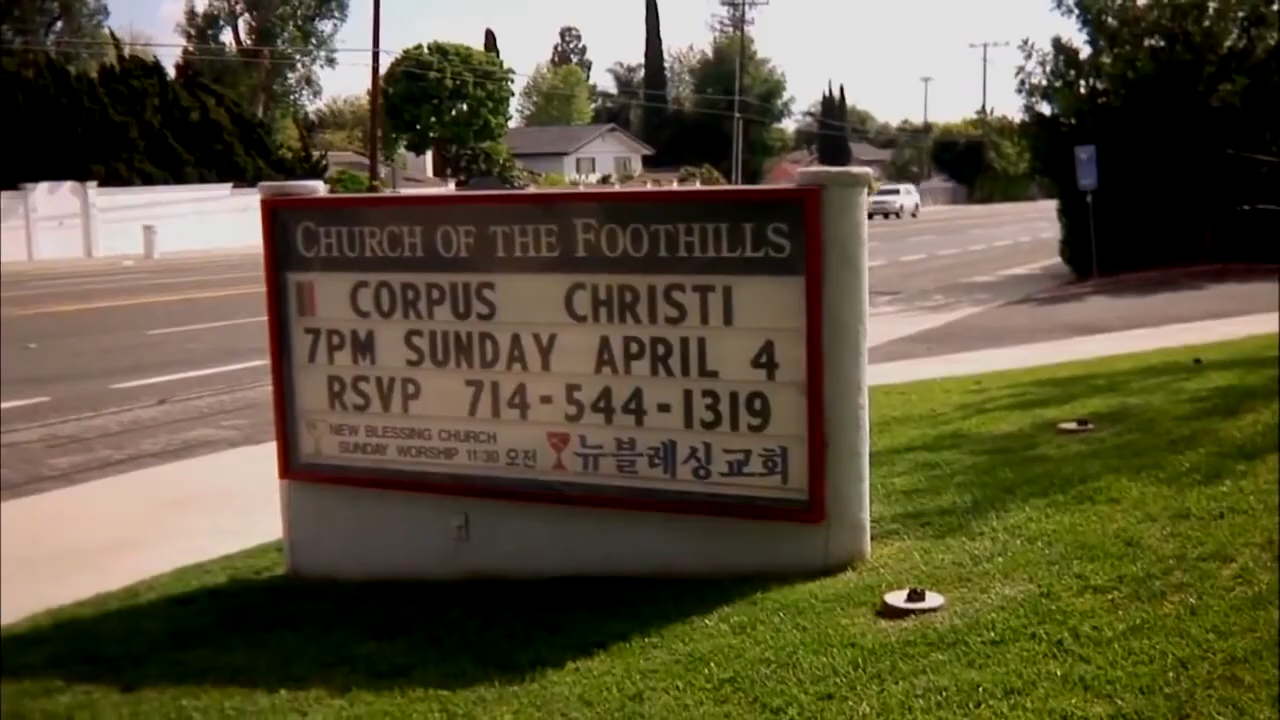 CHURCH OF THE FOOTHILLS
CORPUS CHRISTI
7PM SUNDAY APRIL 4
RSVP 714-544-1319
NEW BLESSING CHURCH
SUNDAY WORSHIP 11:30 오전
뉴블레싱교회